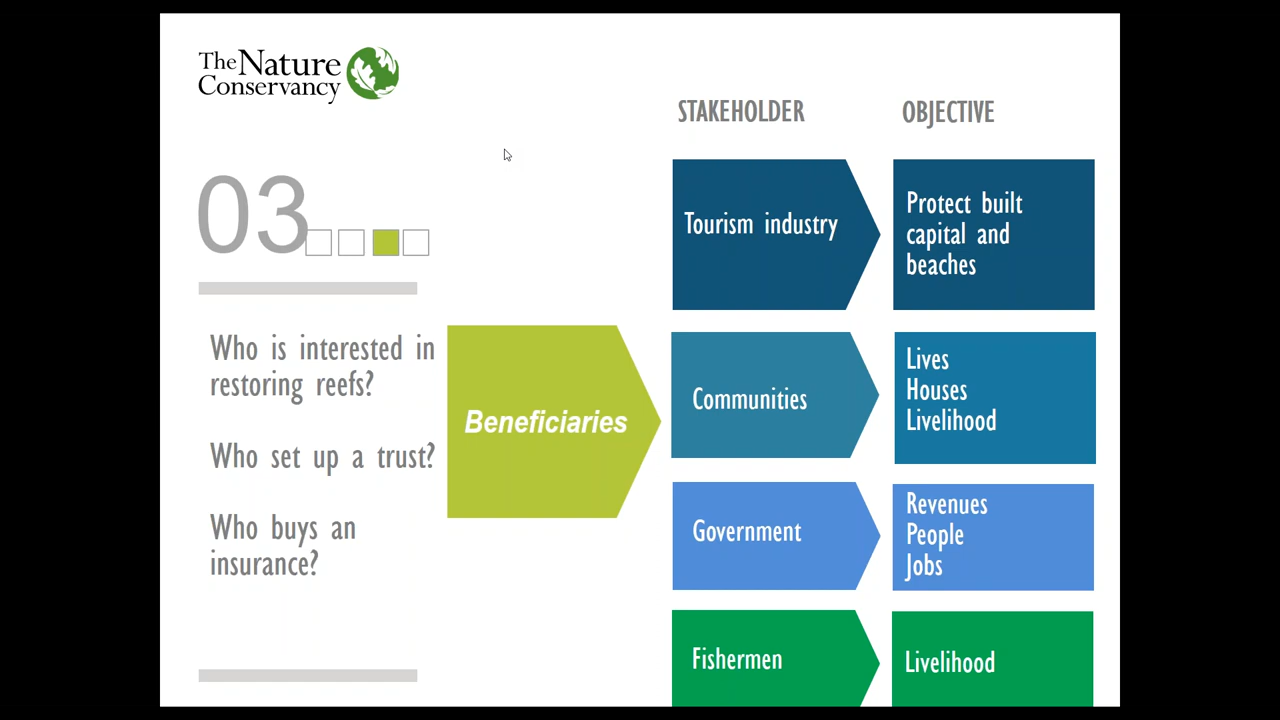 The Nature
Conservancy
03
Who is interested in
restoring reefs?
Who set up a trust?
Who buys an
insurance?
Beneficiaries
STAKEHOLDER
OBJECTIVE
Tourism industry
Protect built
capital and
beaches
Communities
Lives
Houses
Livelihood
Government
Revenues
People
Jobs
Fishermen
Livelihood